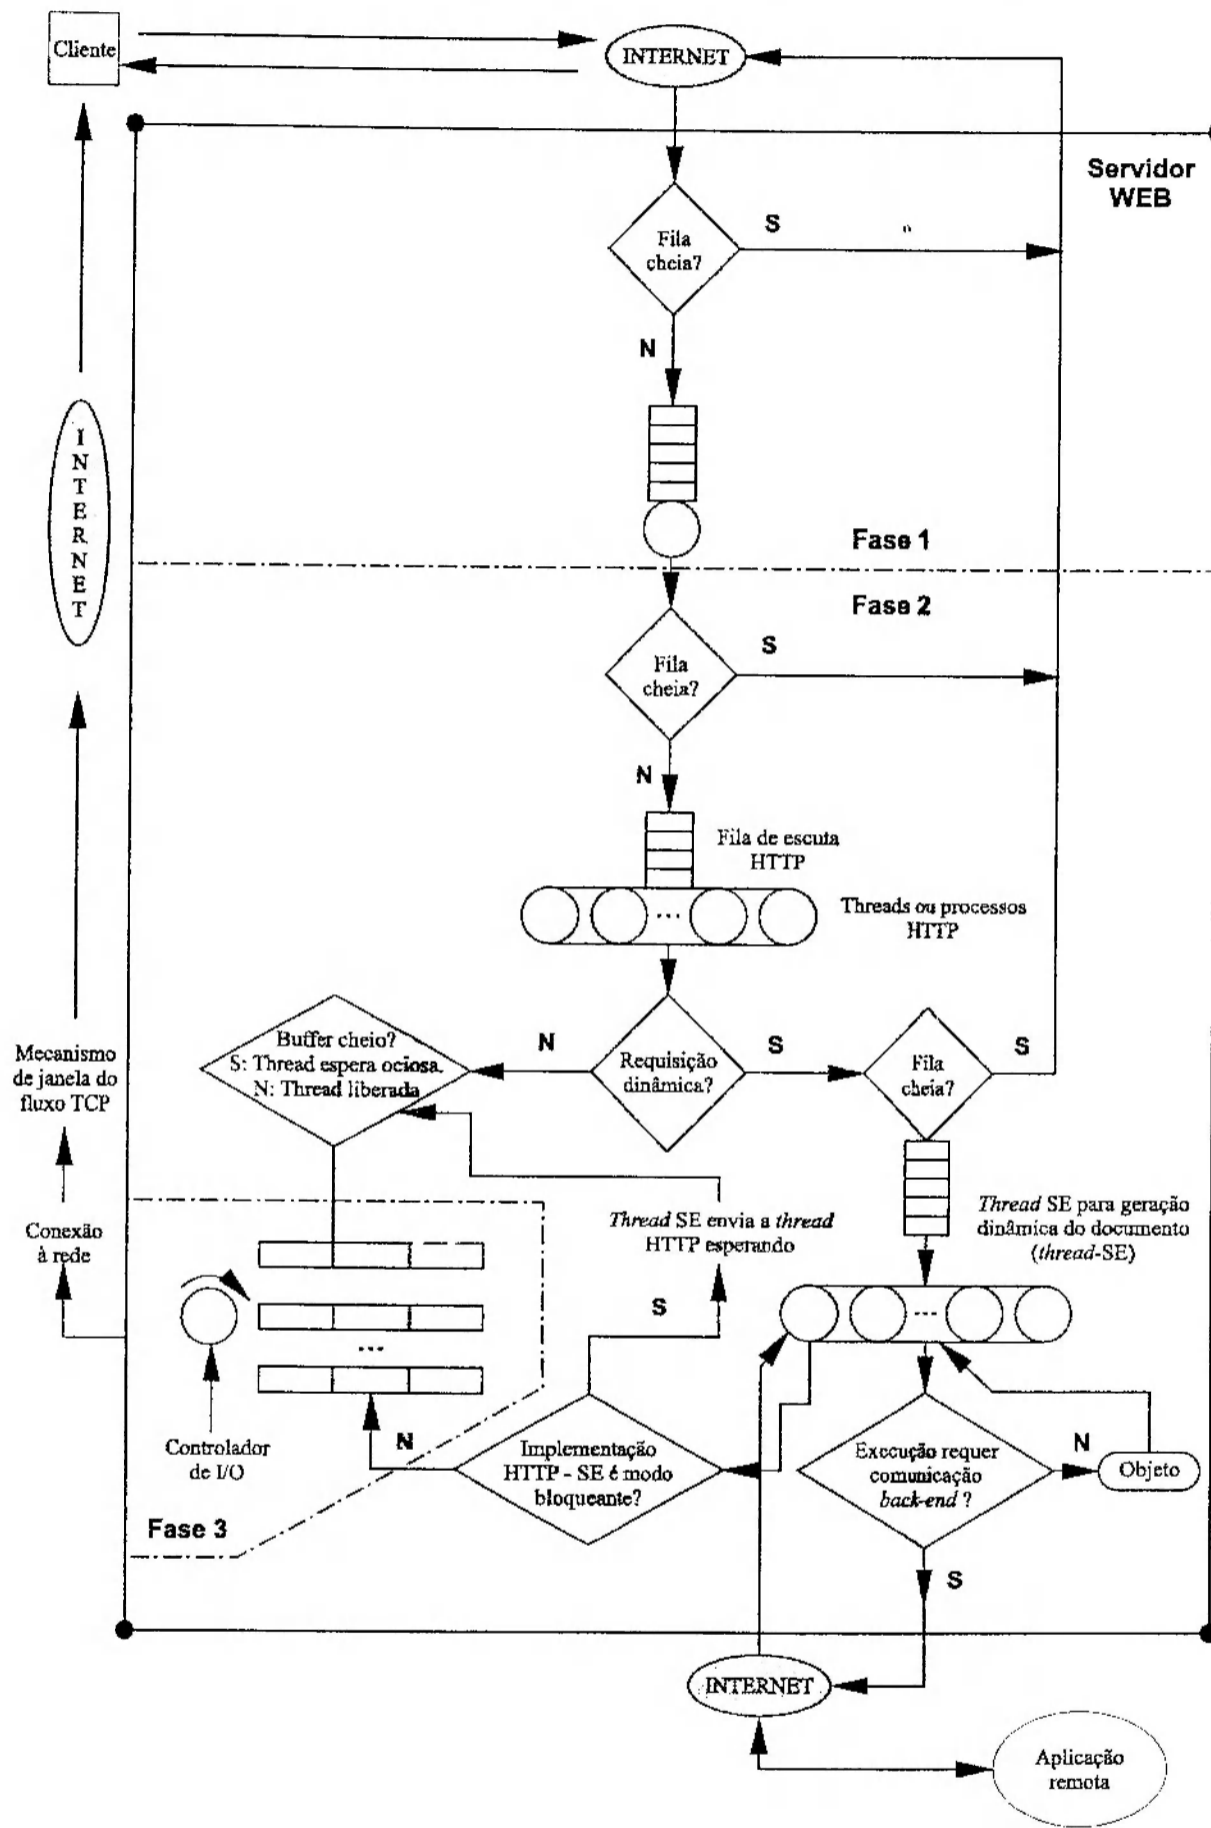 Cliente
INTERNET
Servidor
WEB
Fila
cheia?
S
N
INTERNET
Fase 1
Fase 2
Fila
cheia?
S
N
Fila de escuta
HTTP
...
Threads ou processos
HTTP
Buffer cheio?
S: Thread espera ociosa.
N: Thread liberada
N
Requisição
dinâmica?
S
Fila
cheia?
S
Mecanismo
de janela do
fluxo TCP
Conexão
à rede
Thread SE envia a thread
HTTP esperando
Thread SE para geração
dinâmica do documento
(thread-SE)
...
S
...
Controlador
de I/O
N
Implementação
HTTP - SE é modo
bloqueante?
Execução requer
comunicação
back-end ?
N
Objeto
Fase 3
S
INTERNET
Aplicação
remota